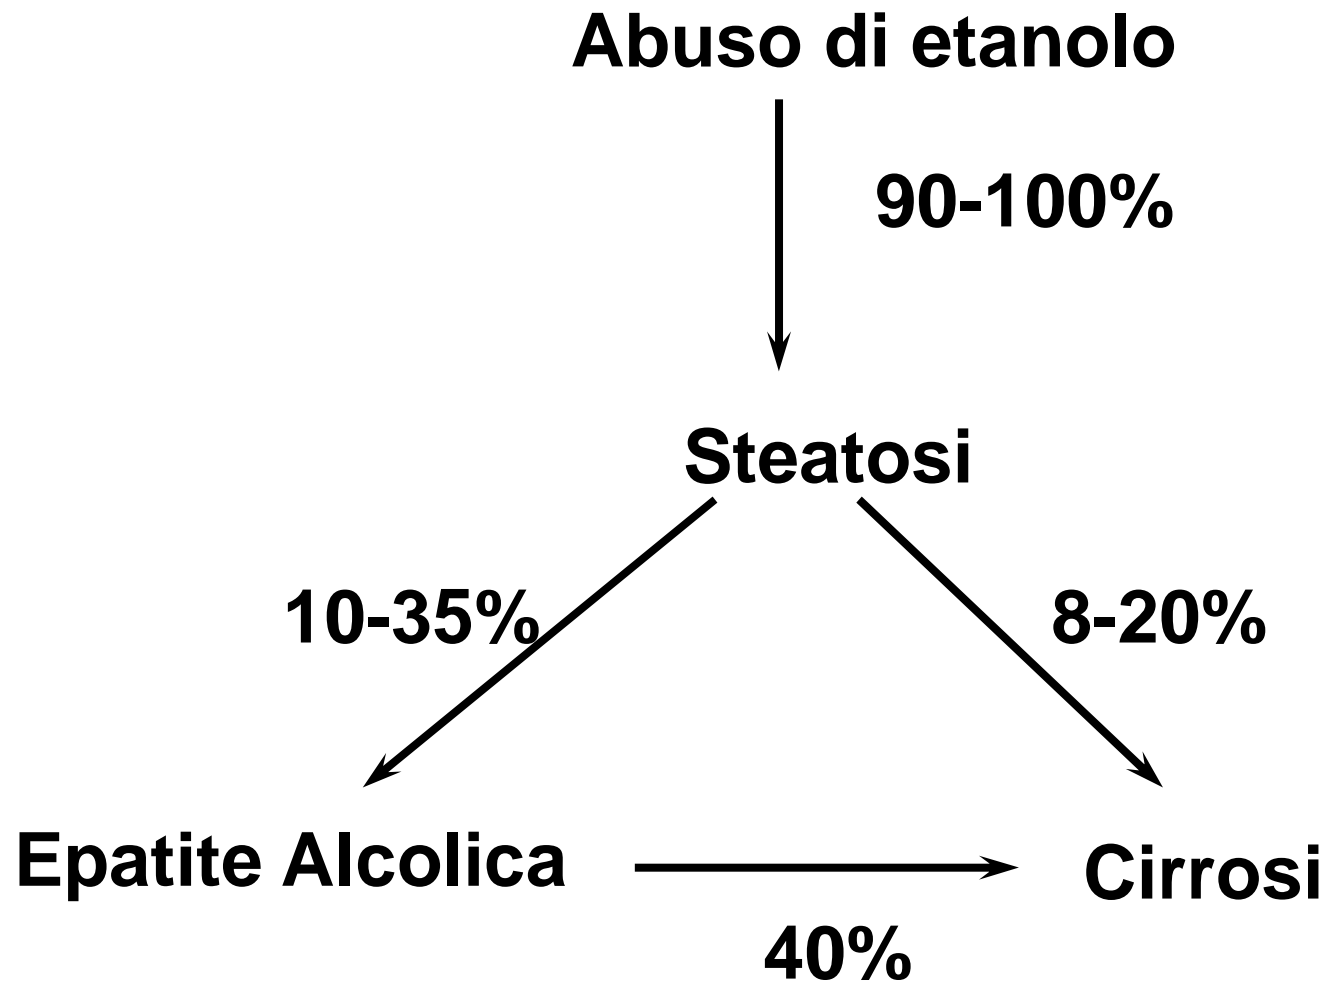 Abuso di etanolo
90-100%
Steatosi
10-35%
8-20%
Epatite Alcolica
Cirrosi
40%